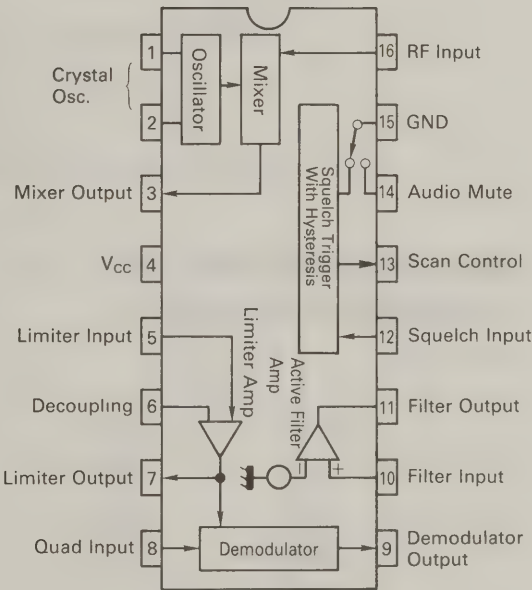 1
Crystal
Osc.
2
Mixer Output 3
V_CC 4
Limiter Input 5
Decoupling 6
Limiter Output 7
Quad Input 8
Oscillator
Mixer
Squelch Trigger
With Hysteresis
Limiter Amp
Active Filter
Amp
− +
Demodulator
16 RF Input
15 GND
14 Audio Mute
13 Scan Control
12 Squelch Input
11 Filter Output
10 Filter Input
9 Demodulator
Output